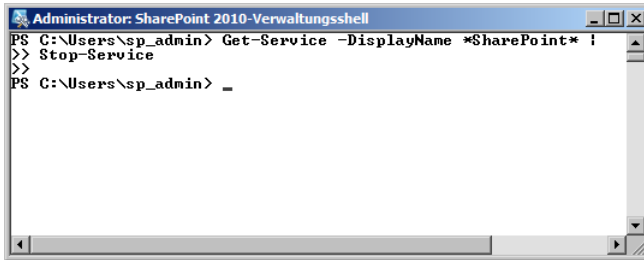 Administrator: SharePoint 2010-Verwaltungsshell
PS C:\Users\sp_admin> Get-Service -DisplayName *SharePoint* |
>> Stop-Service
>>
PS C:\Users\sp_admin> _